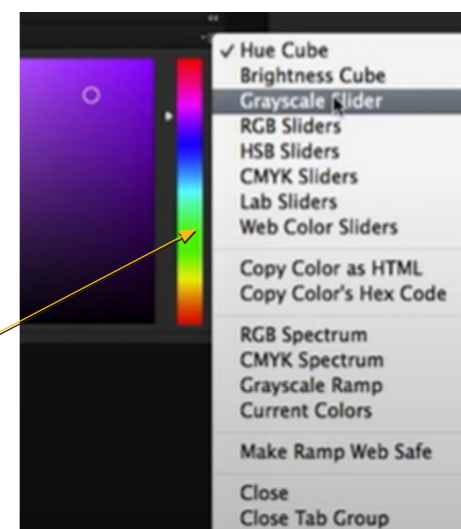 ✓ Hue Cube
Brightness Cube
Grayscale Slider
RGB Sliders
HSB Sliders
CMYK Sliders
Lab Sliders
Web Color Sliders
Copy Color as HTML
Copy Color's Hex Code
RGB Spectrum
CMYK Spectrum
Grayscale Ramp
Current Colors
Make Ramp Web Safe
Close
Close Tab Group